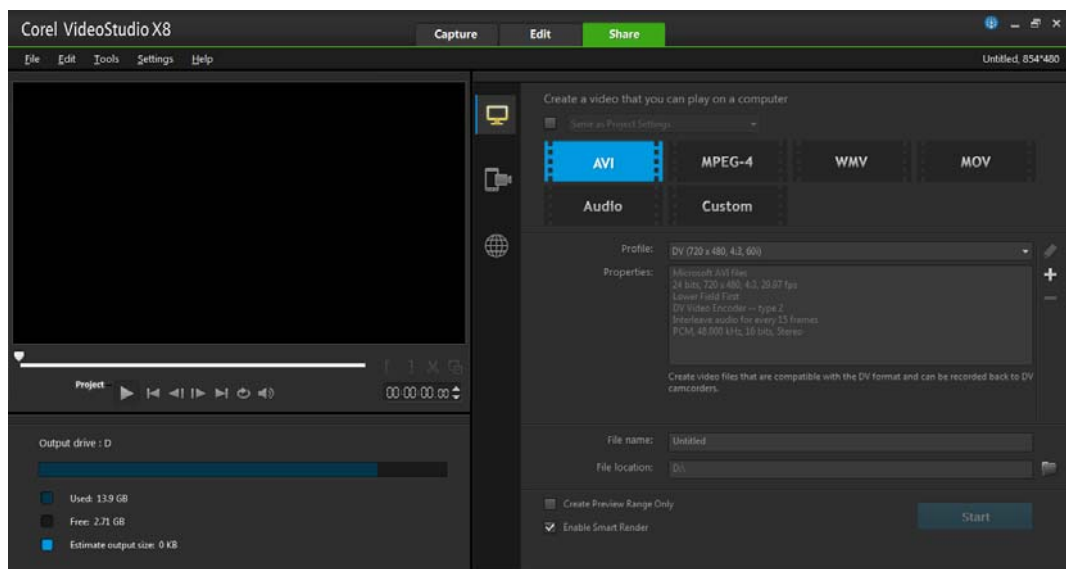 Corel VideoStudio X8
Capture Edit Share
File Edit Tools Settings Help
Untitled, 854*480
Create a video that you can play on a computer
Same as Project Settings
AVI MPEG-4 WMV MOV
Audio Custom
Profile: DV (720 x 480, 4:3, 60i)
Properties: Microsoft AVI files
24 bits, 720 x 480, 4:3, 29.97 fps
Lower Field First
DV Video Encoder -- type 2
Interleave audio for every 15 frames
PCM, 48.000 kHz, 16 bits, Stereo
Create video files that are compatible with the DV format and can be recorded back to DV
camcorders.
Project
00:00:00:00
Output drive : D
Used: 13.9 GB
Free: 2.71 GB
Estimate output size: 0 KB
File name: Untitled
File location: D:\
Create Preview Range Only
Enable Smart Render
Start